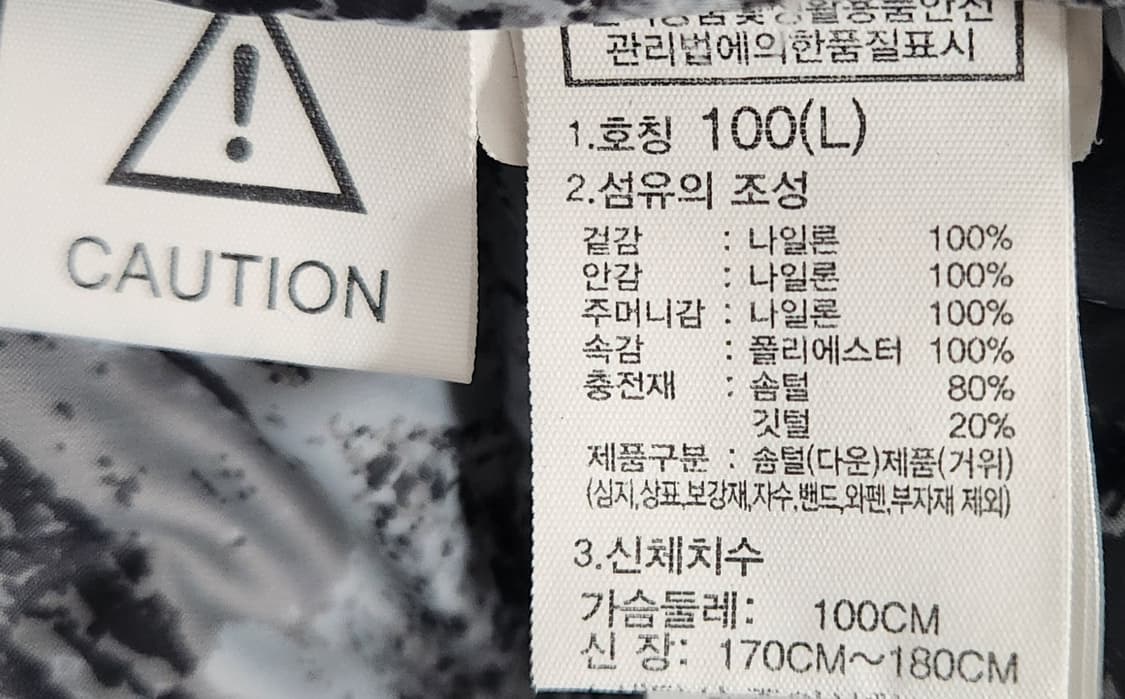 !
CAUTION
관리법에의한품질표시
1.호칭 100(L)
2.섬유의 조성
겉감 : 나일론 100%
안감 : 나일론 100%
주머니감 : 나일론 100%
속감 : 폴리에스터 100%
충전재 : 솜털 80%
깃털 20%
제품구분 : 솜털(다운)제품(거위)
(심지,상표,보강재,자수,밴드,와펜,부자재 제외)
3.신체치수
가슴둘레: 100CM
신 장: 170CM~180CM